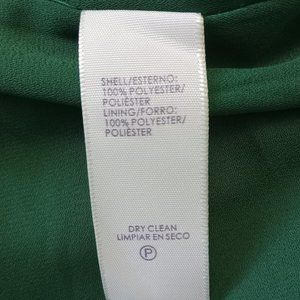 SHELL/ESTERNO:
100% POLYESTER/
POLIÉSTER
LINING/FORRO:
100% POLYESTER/
POLIÉSTER
DRY CLEAN
LIMPIAR EN SECO
P